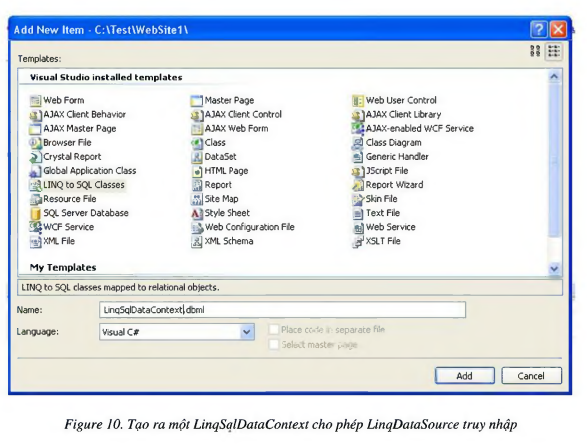 Add New Item - C:\Test\WebSite1\
Templates:
Visual Studio installed templates
Web Form
Master Page
Web User Control
AJAX Client Behavior
AJAX Client Control
AJAX Client Library
AJAX Master Page
AJAX Web Form
AJAX-enabled WCF Service
Browser File
Class
Class Diagram
Crystal Report
DataSet
Generic Handler
Global Application Class
HTML Page
JScript File
LINQ to SQL Classes
Report
Report Wizard
Resource File
Site Map
Skin File
SQL Server Database
Style Sheet
Text File
WCF Service
Web Configuration File
Web Service
XML File
XML Schema
XSLT File
My Templates
LINQ to SQL classes mapped to relational objects.
Name:
LinqSqlDataContext.dbml
Language:
Visual C#
Place code in separate file
Select master page
Add
Cancel
Figure 10. Tạo ra một LinqSqlDataContext cho phép LinqDataSource truy nhập